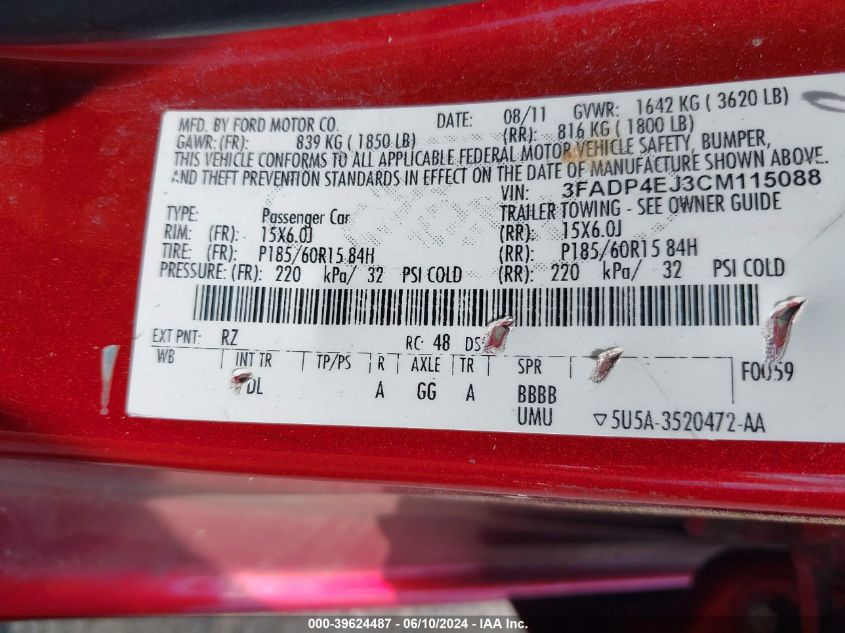 MFD. BY FORD MOTOR CO. DATE: 08/11 GVWR: 1642 KG ( 3620 LB)
GAWR: (FR): 839 KG ( 1850 LB) (RR): 816 KG ( 1800 LB)
THIS VEHICLE CONFORMS TO ALL APPLICABLE FEDERAL MOTOR VEHICLE SAFETY, BUMPER,
AND THEFT PREVENTION STANDARDS IN EFFECT ON THE DATE OF MANUFACTURE SHOWN ABOVE.
VIN: 3FADP4EJ3CM115088
TYPE: Passenger Car TRAILER TOWING - SEE OWNER GUIDE
RIM: (FR): 15X6.0J (RR): 15X6.0J
TIRE: (FR): P185/60R15 84H (RR): P185/60R15 84H
PRESSURE: (FR): 220 kPa/ 32 PSI COLD (RR): 220 kPa/ 32 PSI COLD
EXT PNT: RZ RC: 48 DS:
WB INT TR TP/PS R AXLE TR SPR F0059
DL A GG A BBBB
UMU ▽5U5A-3520472-AA
000-39624487 - 06/10/2024 - IAA Inc.